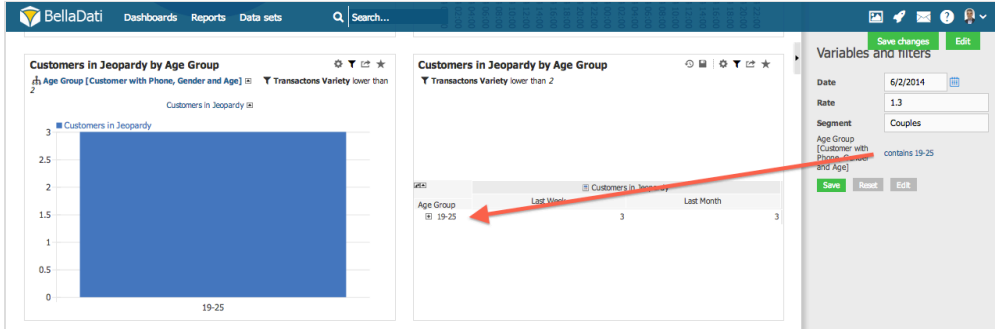 BellaDati Dashboards Reports Data sets Search...
Save changes Edit
Customers in Jeopardy by Age Group
Age Group [Customer with Phone, Gender and Age] Transactons Variety lower than
2
Customers in Jeopardy
Customers in Jeopardy
3
2.5
2
1.5
1
0.5
0
19-25
Customers in Jeopardy by Age Group
Transactons Variety lower than 2
Customers in Jeopardy
Age Group Last Week Last Month
19-25 3 3
Variables and filters
Date 6/2/2014
Rate 1.3
Segment Couples
Age Group
[Customer with
Phone, Gender
and Age]
contains 19-25
Save Reset Edit